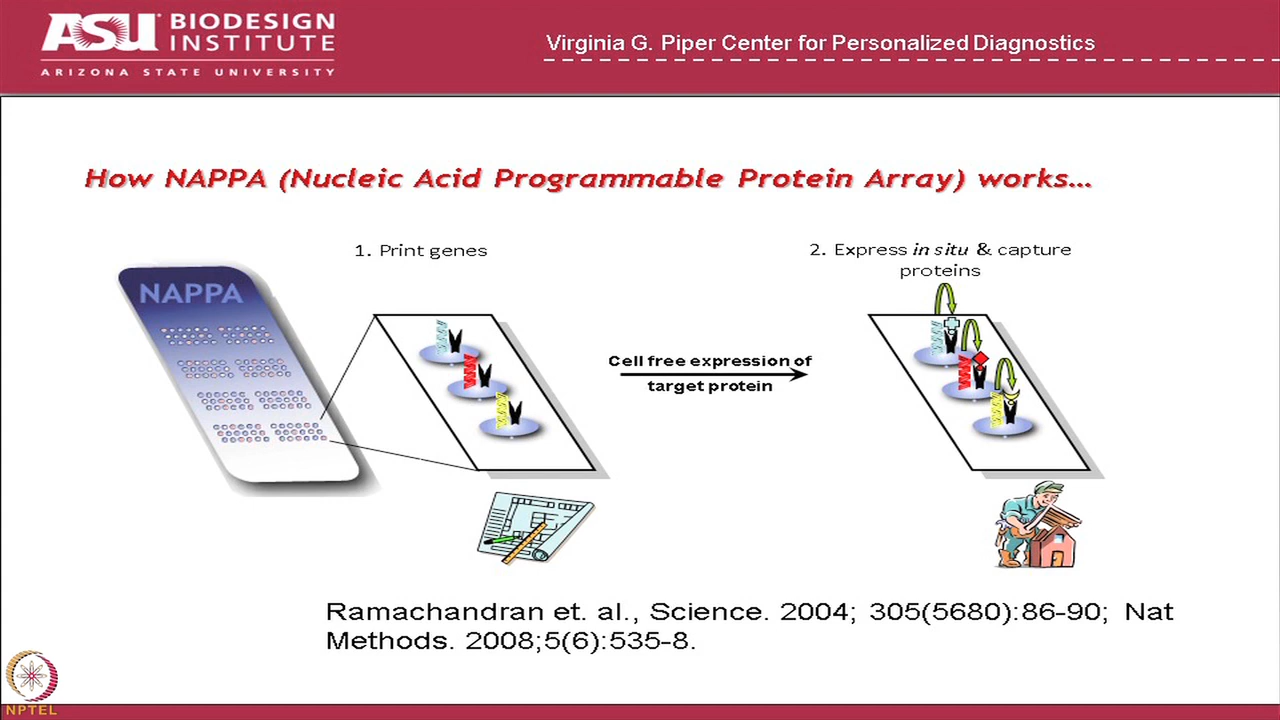 ASU BIODESIGN
INSTITUTE
ARIZONA STATE UNIVERSITY
Virginia G. Piper Center for Personalized Diagnostics
How NAPPA (Nucleic Acid Programmable Protein Array) works...
1. Print genes
2. Express in situ & capture
proteins
NAPPA
Cell free expression of
target protein
Ramachandran et. al., Science. 2004; 305(5680):86-90; Nat
Methods. 2008;5(6):535-8.
NPTEL